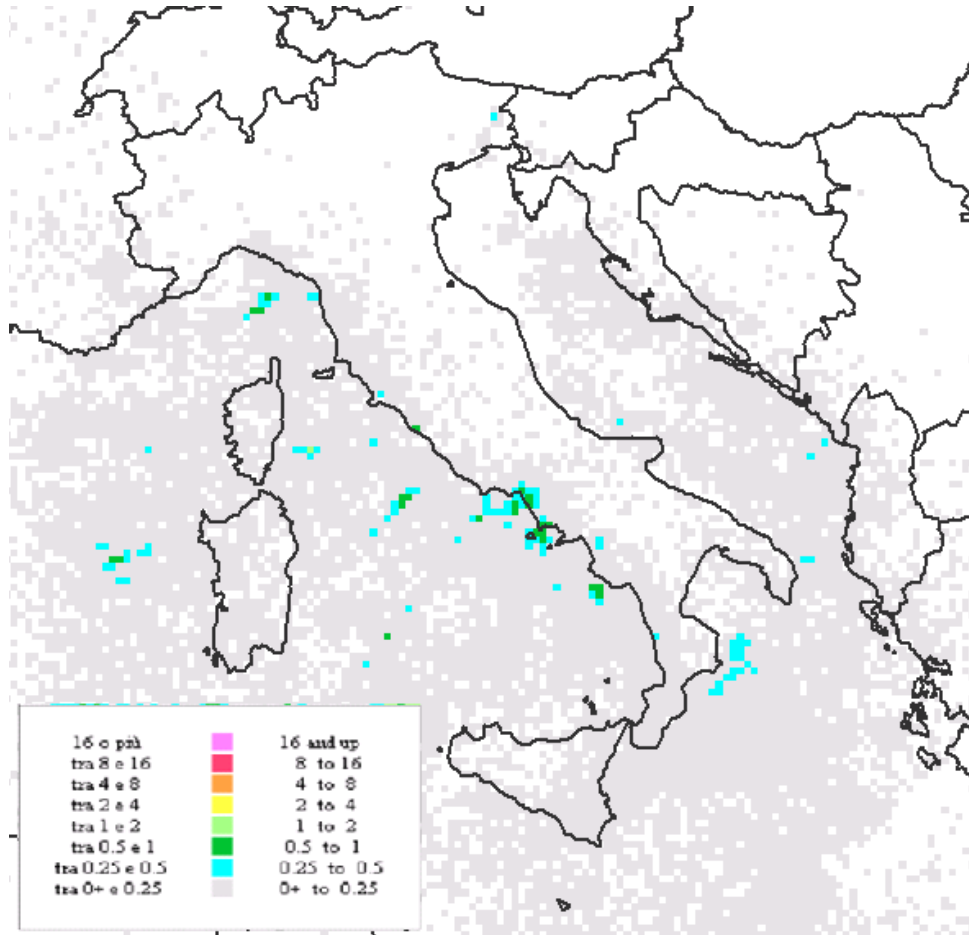 16 o più 16 and up
tra 8 e 16 8 to 16
tra 4 e 8 4 to 8
tra 2 e 4 2 to 4
tra 1 e 2 1 to 2
tra 0.5 e 1 0.5 to 1
tra 0.25 e 0.5 0.25 to 0.5
tra 0+ e 0.25 0+ to 0.25